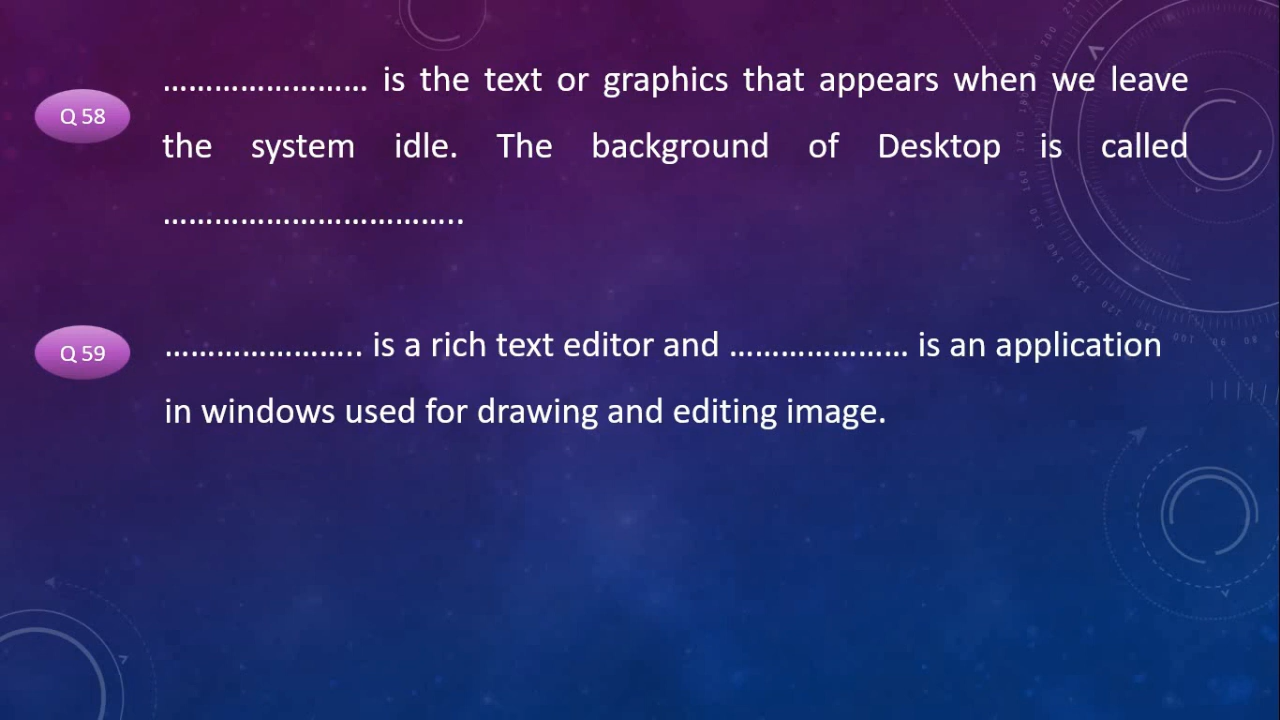 Q 58
........................ is the text or graphics that appears when we leave
the system idle. The background of Desktop is called
...................................
Q 59
....................... is a rich text editor and ..................... is an application
in windows used for drawing and editing image.